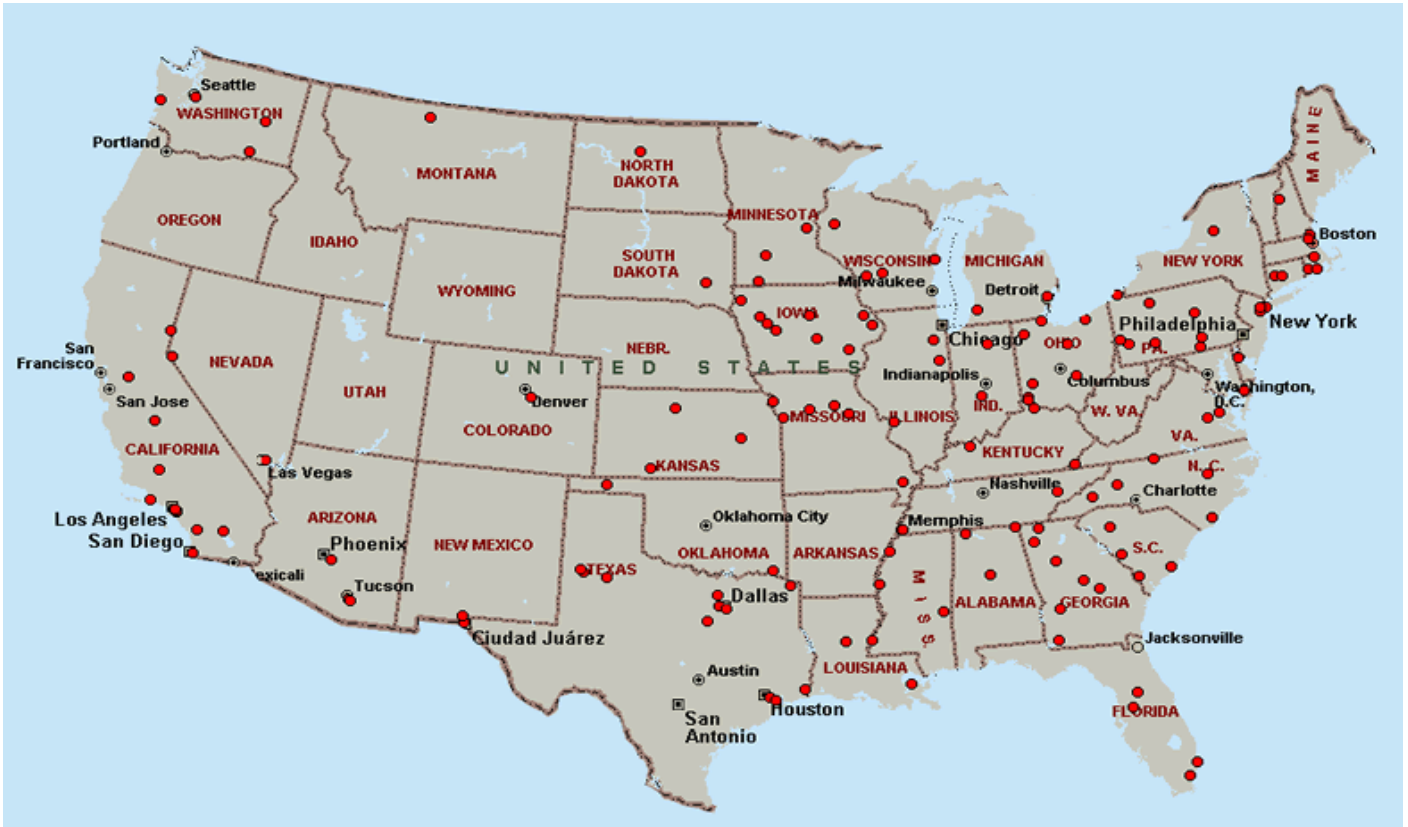 Seattle
WASHINGTON
Portland
MONTANA
NORTH
DAKOTA
MINNESOTA
MAINE
OREGON
IDAHO
SOUTH
DAKOTA
WISCONSIN
MICHIGAN
NEW YORK
Boston
WYOMING
Milwaukee
Detroit
IOWA
Chicago
Philadelphia
New York
San
Francisco
NEVADA
NEBR.
OHIO
PA.
UNITED STATES
Indianapolis
Columbus
Washington,
D.C.
San Jose
UTAH
Denver
COLORADO
MISSOURI
ILLINOIS
IND.
W. VA.
VA.
CALIFORNIA
Las Vegas
KANSAS
KENTUCKY
N. C.
Nashville
Charlotte
Los Angeles
ARIZONA
Oklahoma City
Memphis
San Diego
Phoenix
NEW MEXICO
OKLAHOMA
ARKANSAS
S.C.
exicali
Tucson
TEXAS
Dallas
MISS.
ALABAMA
GEORGIA
Ciudad Juárez
Jacksonville
Austin
LOUISIANA
Houston
San
Antonio
FLORIDA